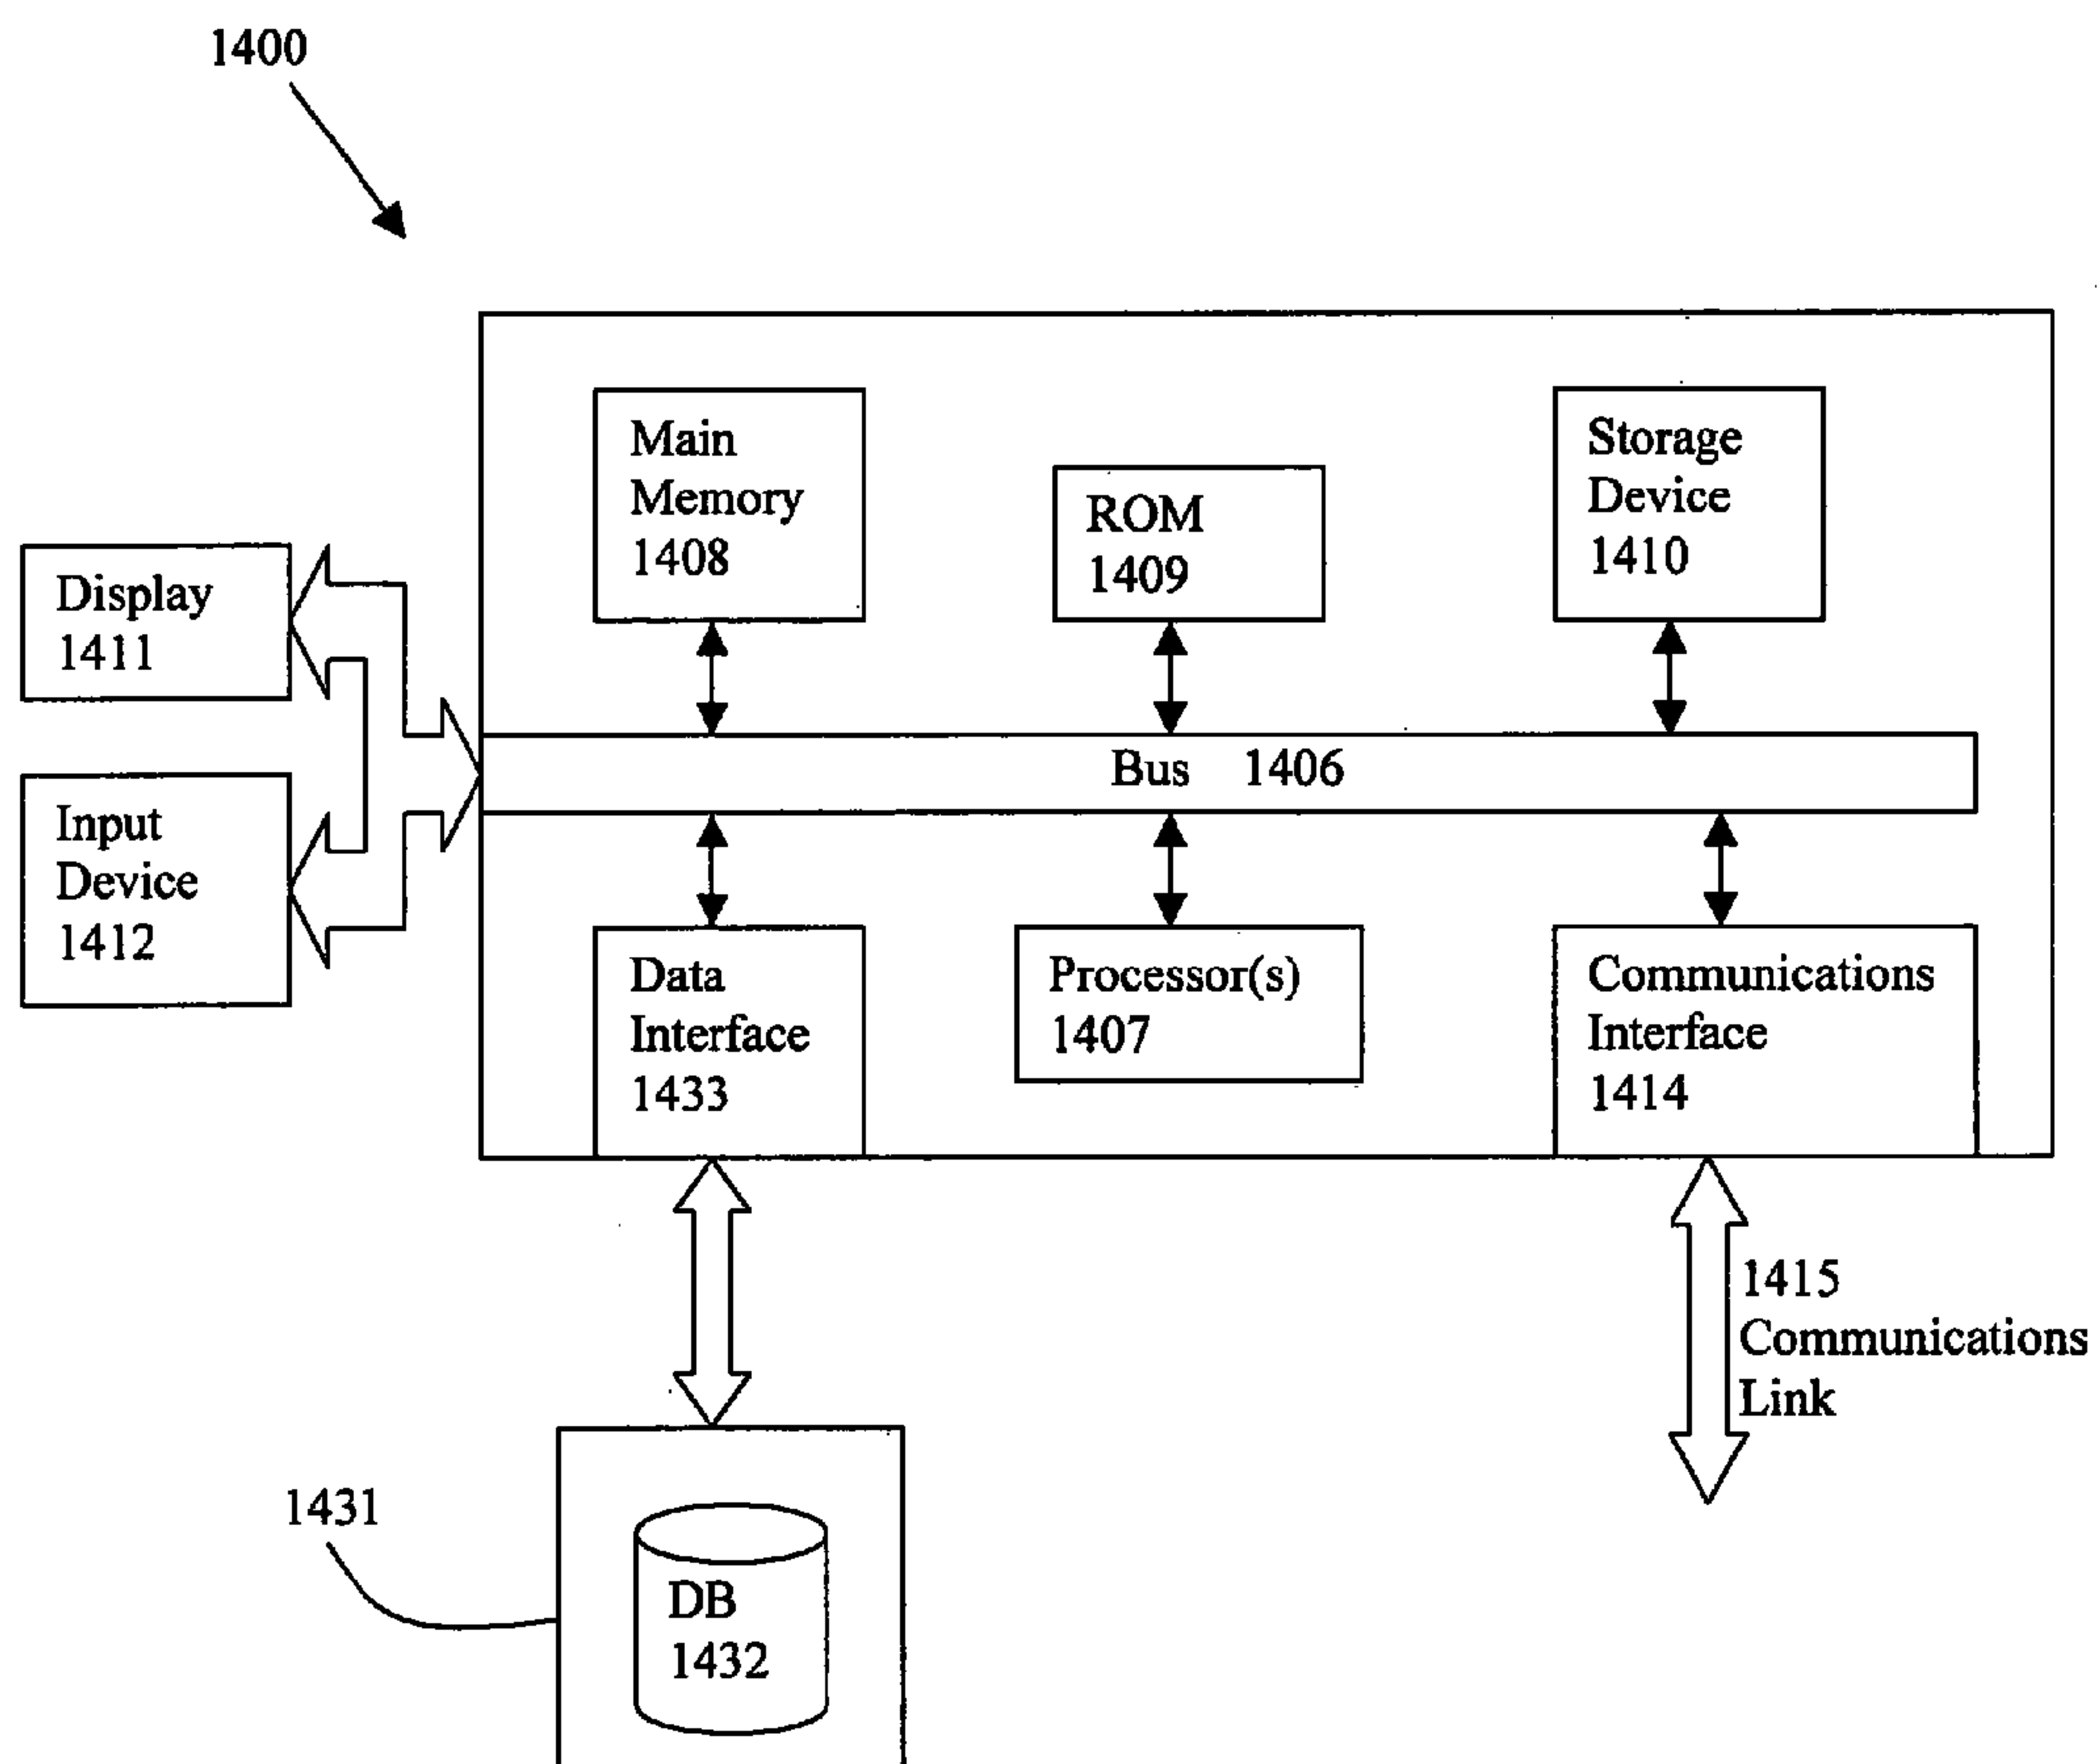 1400
Main
Memory
1408
ROM
1409
Storage
Device
1410
Display
1411
Bus 1406
Input
Device
1412
Data
Interface
1433
Processor(s)
1407
Communications
Interface
1414
1415
Communications
Link
1431
DB
1432